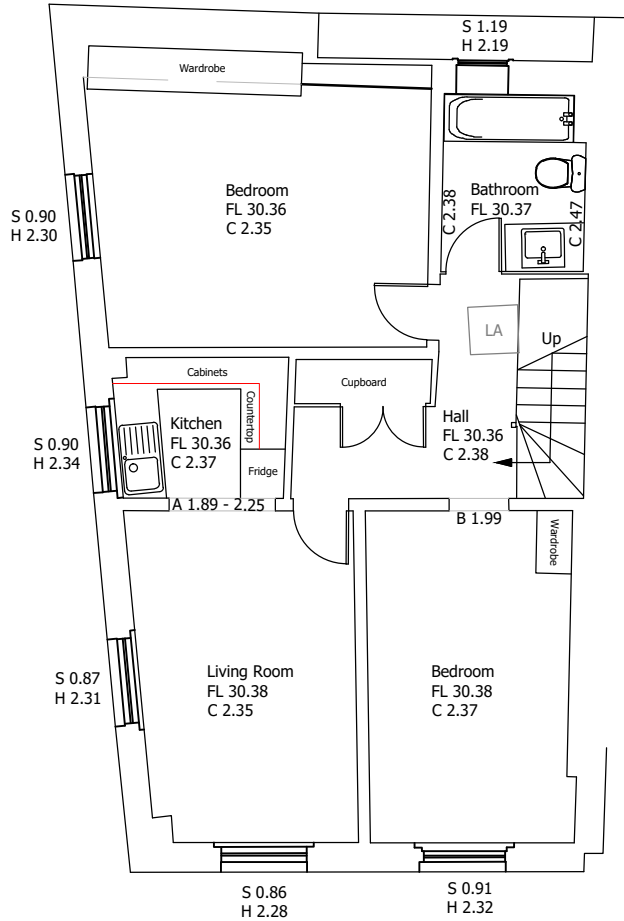 S 1.19
H 2.19
Wardrobe
Bedroom
FL 30.36
C 2.35
C 2.38
Bathroom
FL 30.37
C 2.47
S 0.90
H 2.30
LA
Up
Cabinets
Cupboard
Countertop
Kitchen
FL 30.36
C 2.37
Fridge
Hall
FL 30.36
C 2.38
S 0.90
H 2.34
A 1.89 - 2.25
B 1.99
Wardrobe
Living Room
FL 30.38
C 2.35
Bedroom
FL 30.38
C 2.37
S 0.87
H 2.31
S 0.86
H 2.28
S 0.91
H 2.32